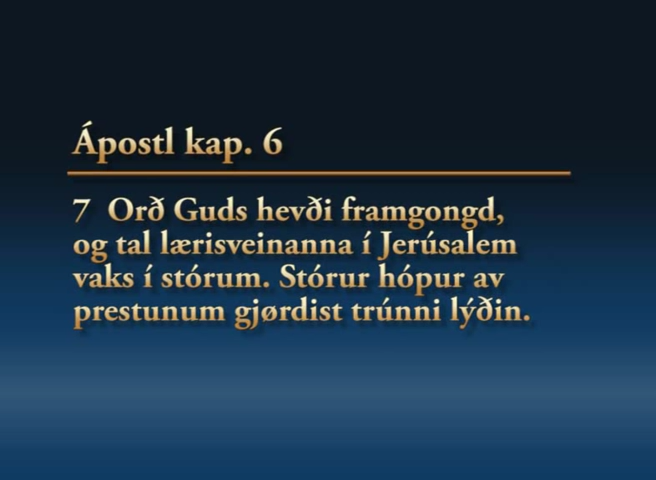 Ápostl kap. 6
7 Orð Guds hevði framgongd,
og tal lærisveinanna í Jerúsalem
vaks í stórum. Stórur hópur av
prestunum gjørdist trúnni lýðin.